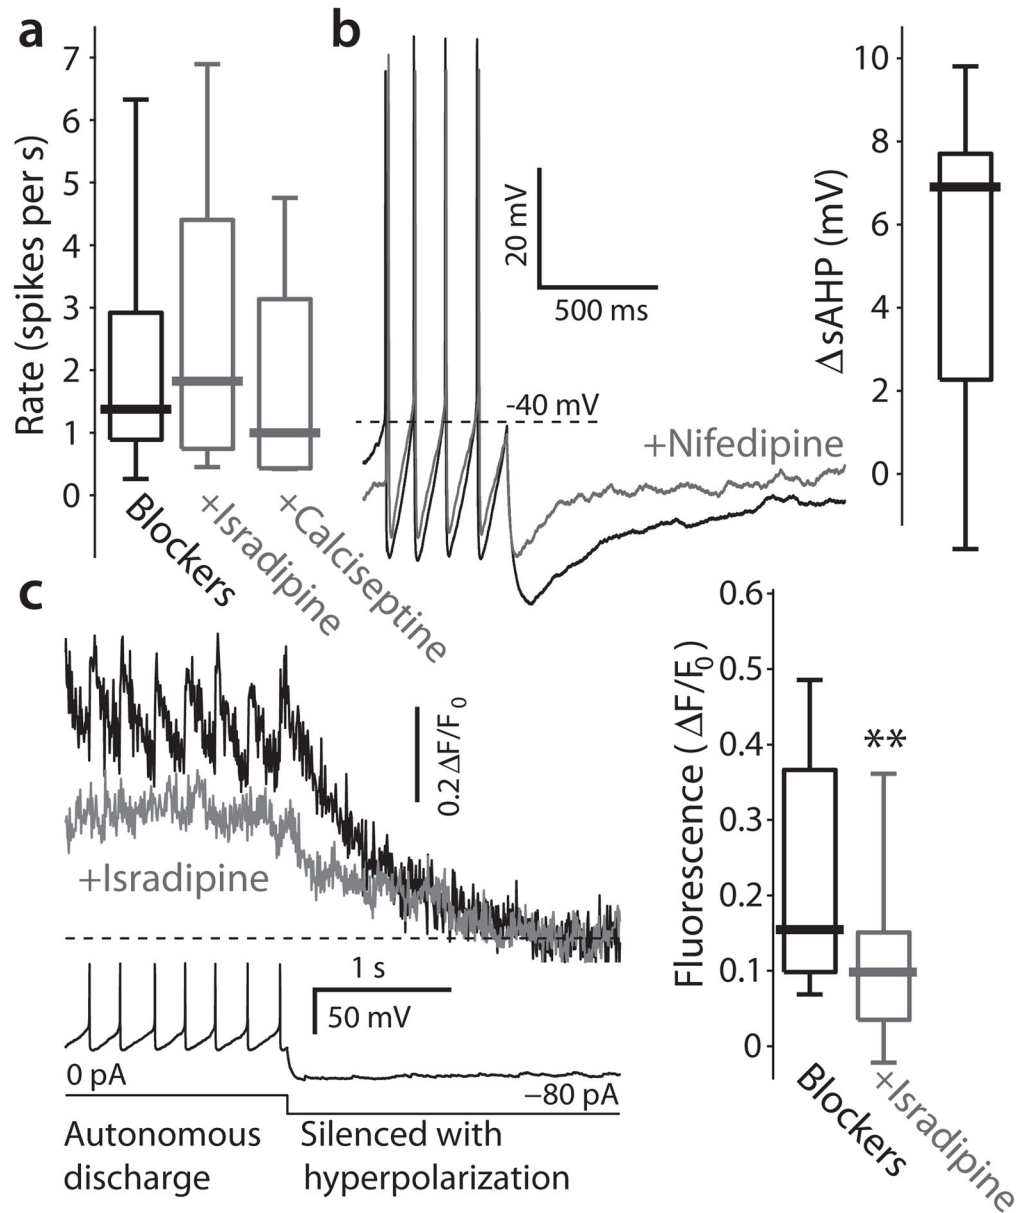 a
7
6
5
4
3
2
1
0
Rate (spikes per s)
Blockers
+Isradipine
+Calciseptine
b
20 mV
500 ms
-40 mV
+Nifedipine
10
8
6
4
2
0
ΔsAHP (mV)
c
0.2 ΔF/F0
+Isradipine
1 s
50 mV
0 pA
−80 pA
Autonomous
discharge
Silenced with
hyperpolarization
0.6
0.5
0.4
0.3
0.2
0.1
0
Fluorescence (ΔF/F0)
**
Blockers
+Isradipine